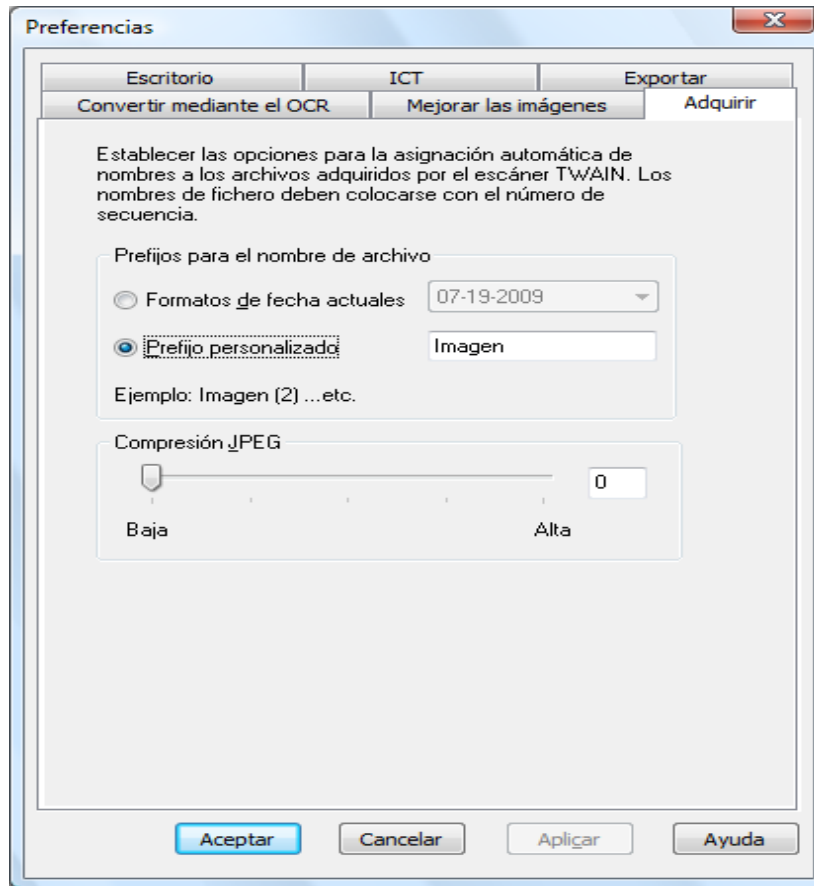 Preferencias
Escritorio ICT Exportar
Convertir mediante el OCR Mejorar las imágenes Adquirir
Establecer las opciones para la asignación automática de
nombres a los archivos adquiridos por el escáner TWAIN. Los
nombres de fichero deben colocarse con el número de
secuencia.
Prefijos para el nombre de archivo
Formatos de fecha actuales 07-19-2009
Prefijo personalizado Imagen
Ejemplo: Imagen (2) ...etc.
Compresión JPEG
0
Baja Alta
Aceptar Cancelar Aplicar Ayuda